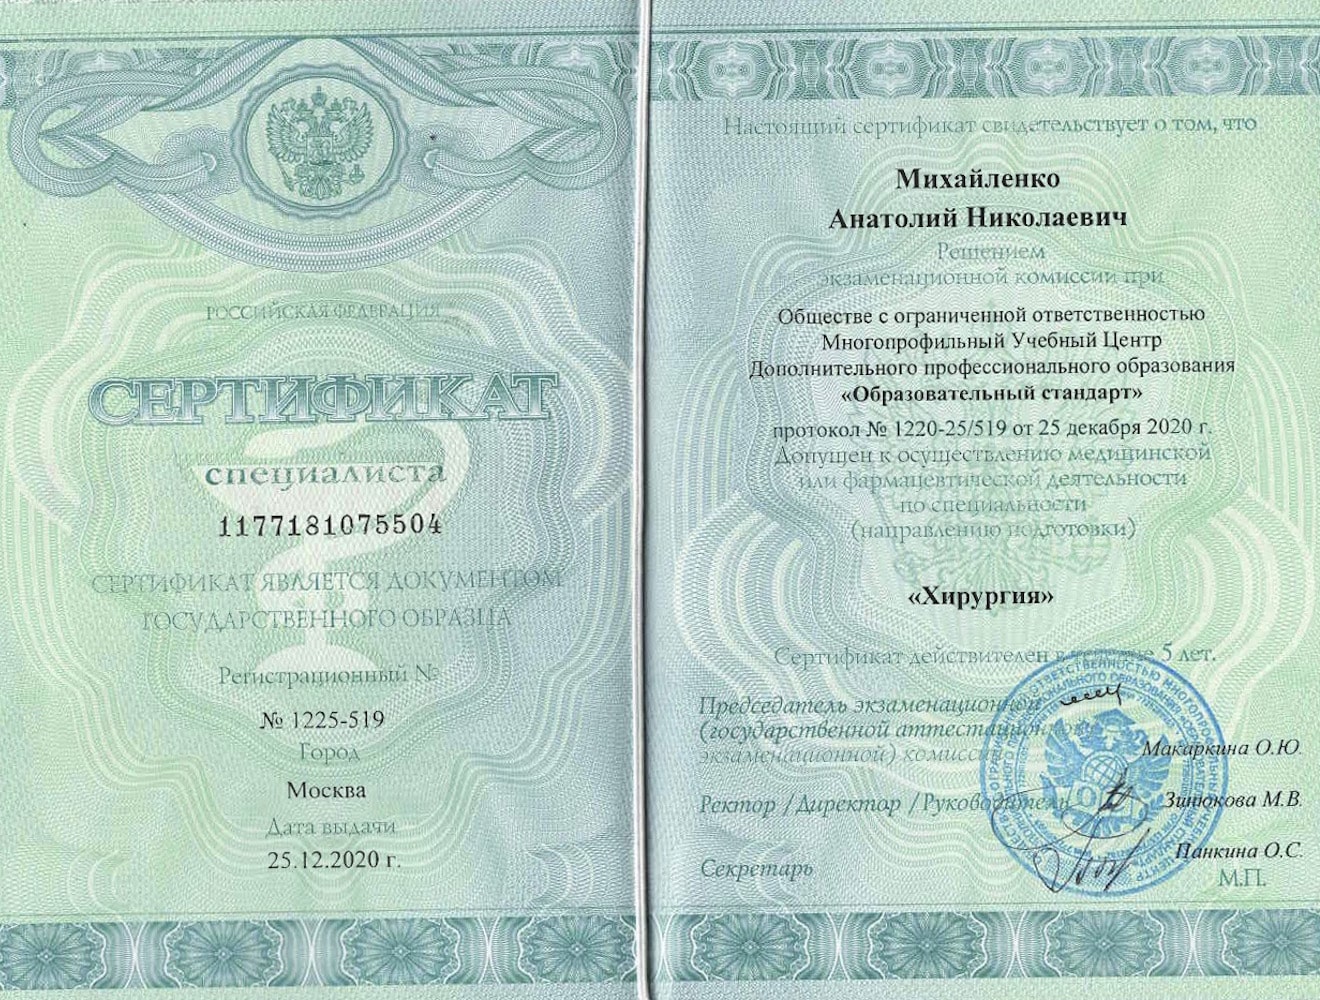 РОССИЙСКАЯ ФЕДЕРАЦИЯ
СЕРТИФИКАТ
специалиста
1177181075504
СЕРТИФИКАТ ЯВЛЯЕТСЯ ДОКУМЕНТОМ
ГОСУДАРСТВЕННОГО ОБРАЗЦА
Регистрационный №
№ 1225-519
Город
Москва
Дата выдачи
25.12.2020 г.
Настоящий сертификат свидетельствует о том, что
Михайленко
Анатолий Николаевич
Решением
экзаменационной комиссии при
Обществе с ограниченной ответственностью
Многопрофильный Учебный Центр
Дополнительного профессионального образования
«Образовательный стандарт»
протокол № 1220-25/519 от 25 декабря 2020 г.
Допущен к осуществлению медицинской
или фармацевтической деятельности
по специальности
(направлению подготовки)
«Хирургия»
Сертификат действителен в течение 5 лет.
Председатель экзаменационной
(государственной аттестационной
экзаменационной) комиссии
Макаркина О.Ю.
Ректор / Директор / Руководитель
Зинюкова М.В.
Секретарь
Панкина О.С.
М.П.